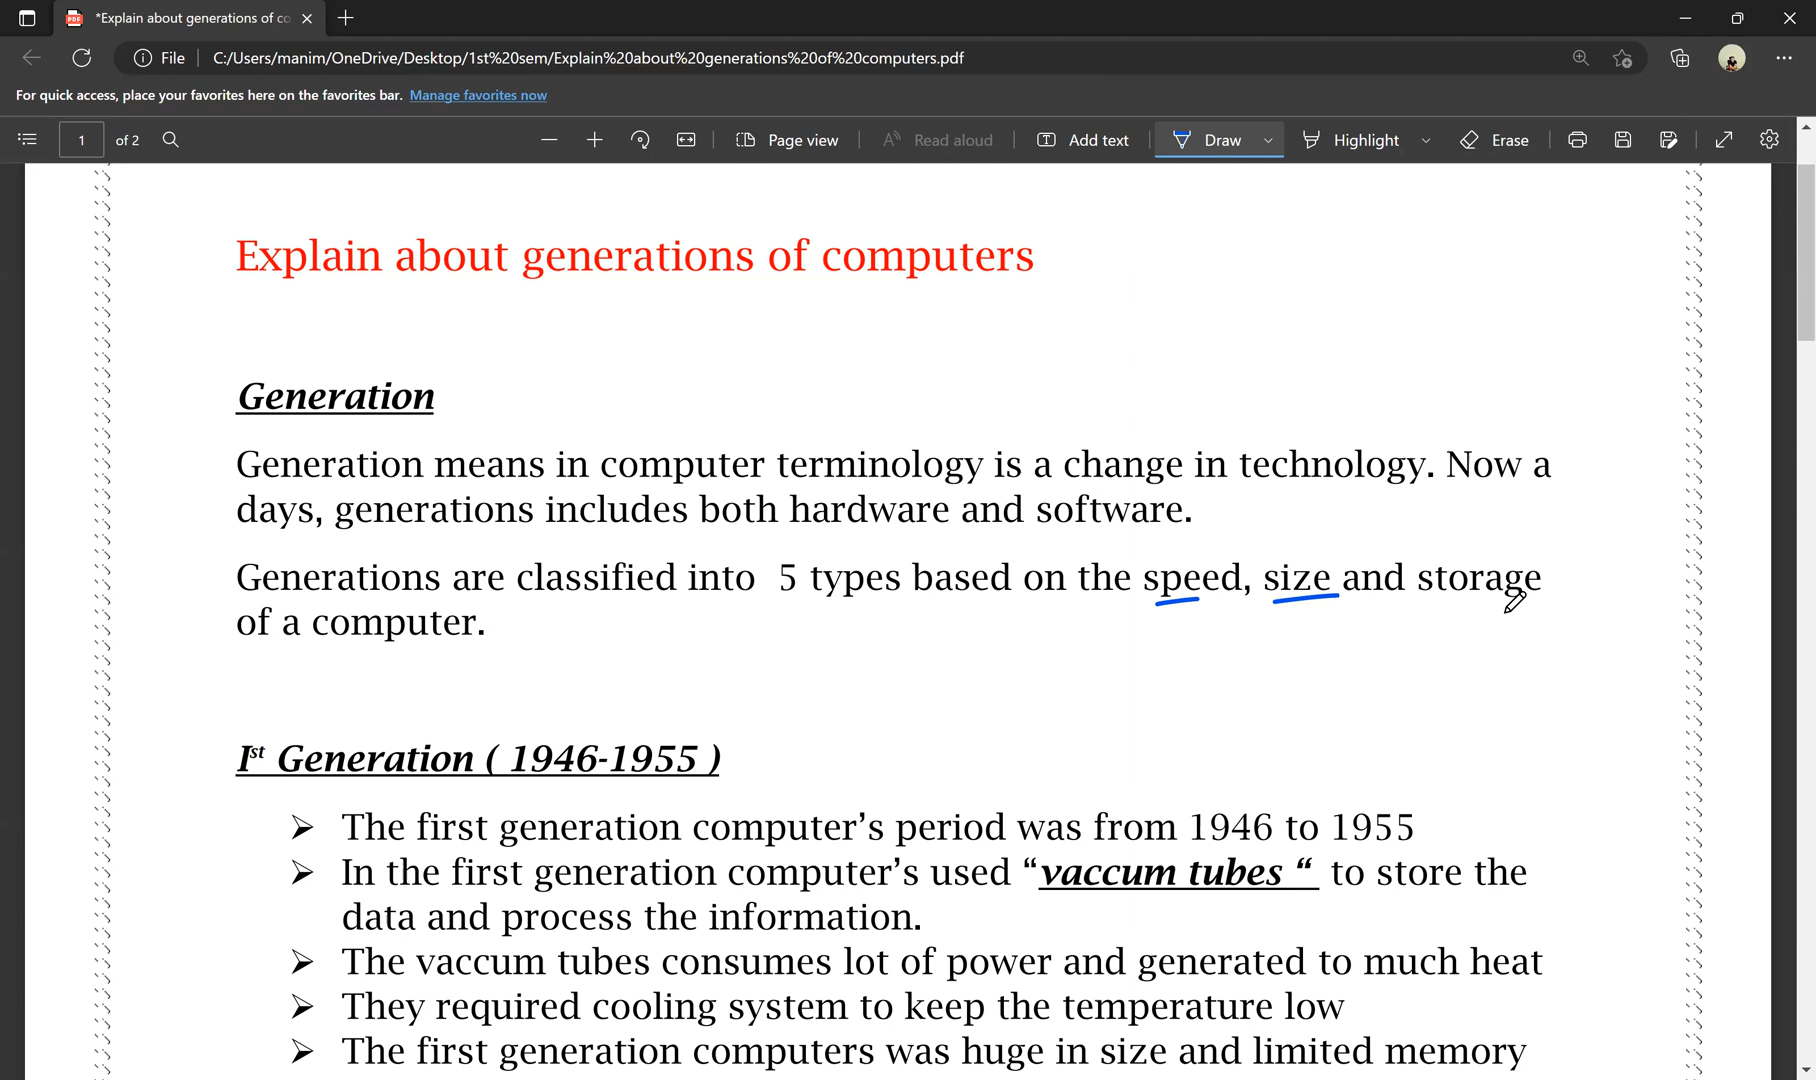 *Explain about generations of co
File
C:/Users/manim/OneDrive/Desktop/1st%20sem/Explain%20about%20generations%20of%20computers.pdf
For quick access, place your favorites here on the favorites bar. Manage favorites now
1 of 2
Page view
Read aloud
Add text
Draw
Highlight
Erase
Explain about generations of computers
Generation
Generation means in computer terminology is a change in technology. Now a
days, generations includes both hardware and software.
Generations are classified into 5 types based on the speed, size and storage
of a computer.
Ist Generation ( 1946-1955 )
➢ The first generation computer’s period was from 1946 to 1955
➢ In the first generation computer’s used “vaccum tubes “ to store the
data and process the information.
➢ The vaccum tubes consumes lot of power and generated to much heat
➢ They required cooling system to keep the temperature low
➢ The first generation computers was huge in size and limited memory